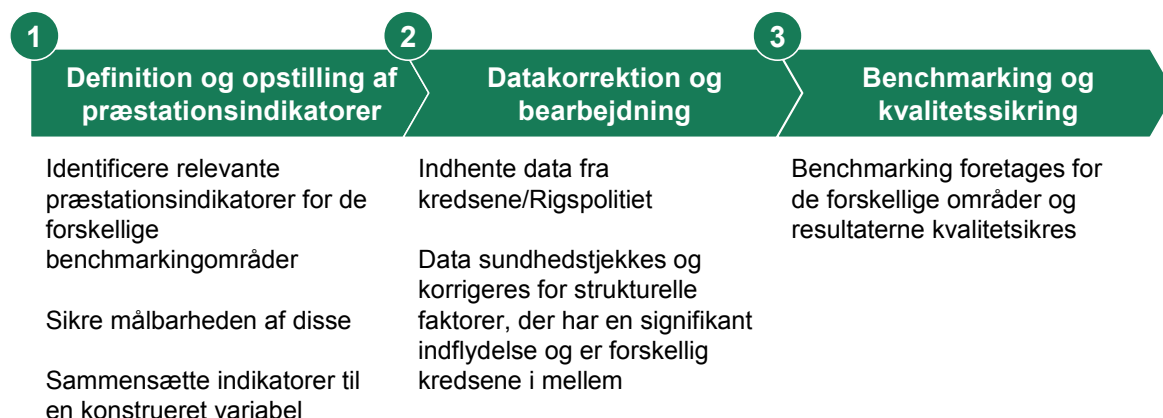 1
Definition og opstilling af
præstationsindikatorer
Identificere relevante
præstationsindikatorer for de
forskellige
benchmarkingområder
Sikre målbarheden af disse
Sammensætte indikatorer til
en konstrueret variabel
2
Datakorrektion og
bearbejdning
Indhente data fra
kredsene/Rigspolitiet
Data sundhedstjekkes og
korrigeres for strukturelle
faktorer, der har en signifikant
indflydelse og er forskellig
kredsene i mellem
3
Benchmarking og
kvalitetssikring
Benchmarking foretages for
de forskellige områder og
resultaterne kvalitetsikres